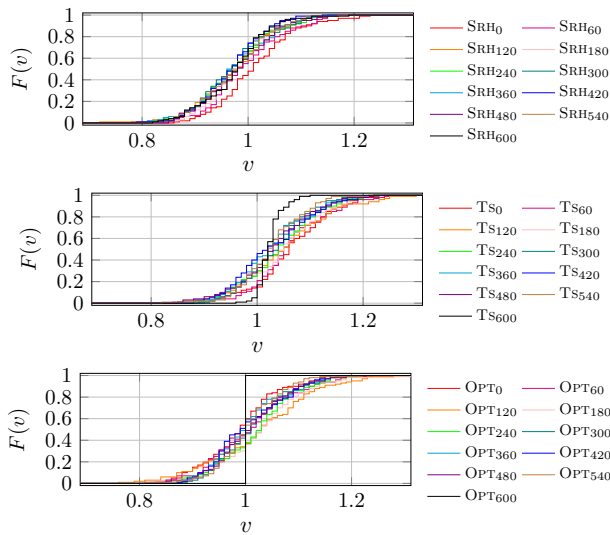 1
0.8
0.6
0.4
0.2
0
F(v)
0.8 1 1.2
v
SRH0 SRH60
SRH120 SRH180
SRH240 SRH300
SRH360 SRH420
SRH480 SRH540
SRH600
1
0.8
0.6
0.4
0.2
0
F(v)
0.8 1 1.2
v
TS0 TS60
TS120 TS180
TS240 TS300
TS360 TS420
TS480 TS540
TS600
1
0.8
0.6
0.4
0.2
0
F(v)
0.8 1 1.2
v
OPT0 OPT60
OPT120 OPT180
OPT240 OPT300
OPT360 OPT420
OPT480 OPT540
OPT600